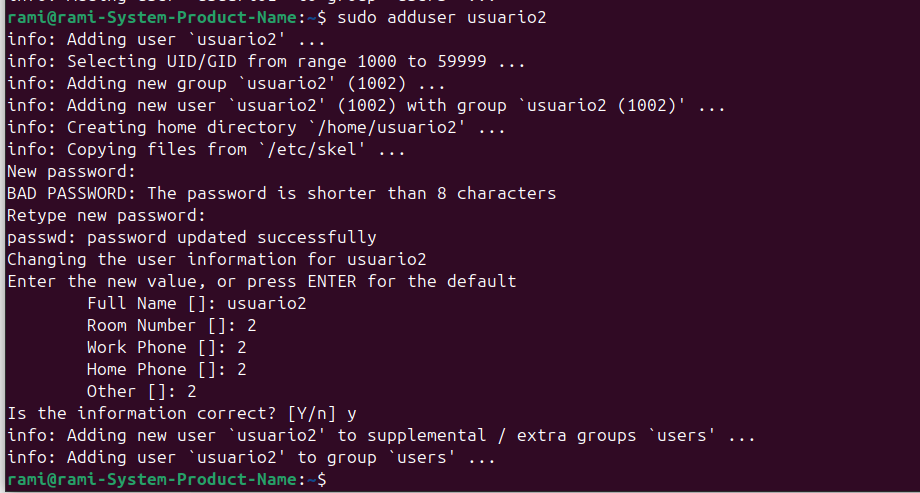 rami@rami-System-Product-Name:~$ sudo adduser usuario2
info: Adding user `usuario2' ...
info: Selecting UID/GID from range 1000 to 59999 ...
info: Adding new group `usuario2' (1002) ...
info: Adding new user `usuario2' (1002) with group `usuario2 (1002)' ...
info: Creating home directory `/home/usuario2' ...
info: Copying files from `/etc/skel' ...
New password:
BAD PASSWORD: The password is shorter than 8 characters
Retype new password:
passwd: password updated successfully
Changing the user information for usuario2
Enter the new value, or press ENTER for the default
        Full Name []: usuario2
        Room Number []: 2
        Work Phone []: 2
        Home Phone []: 2
        Other []: 2
Is the information correct? [Y/n] y
info: Adding new user `usuario2' to supplemental / extra groups `users' ...
info: Adding user `usuario2' to group `users' ...
rami@rami-System-Product-Name:~$